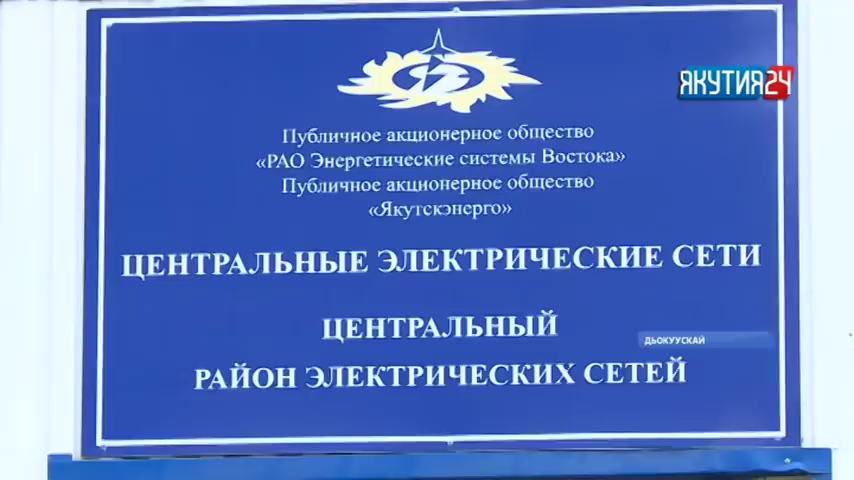 ЯКУТИЯ24
Публичное акционерное общество
«РАО Энергетические системы Востока»
Публичное акционерное общество
«Якутскэнерго»
ЦЕНТРАЛЬНЫЕ ЭЛЕКТРИЧЕСКИЕ СЕТИ
ЦЕНТРАЛЬНЫЙ
ДЬОКУУСКАЙ
РАЙОН ЭЛЕКТРИЧЕСКИХ СЕТЕЙ